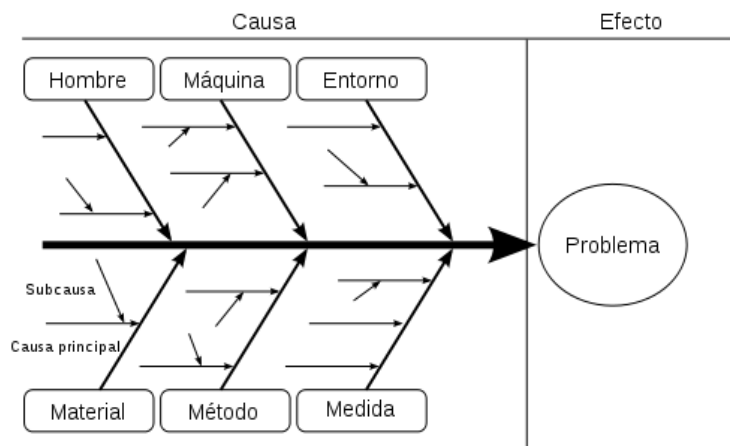 Causa
Efecto
Hombre
Máquina
Entorno
Problema
Subcausa
Causa principal
Material
Método
Medida